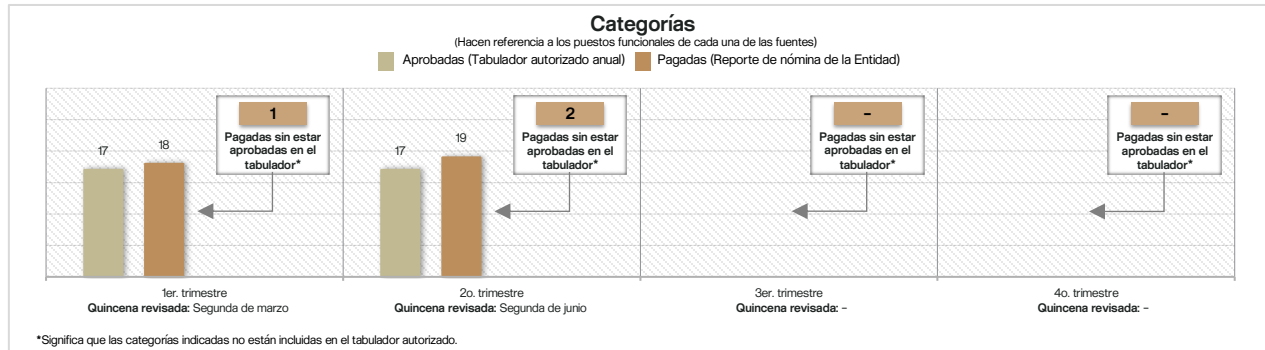 Categorías
(Hacen referencia a los puestos funcionales de cada una de las fuentes)
Aprobadas (Tabulador autorizado anual) Pagadas (Reporte de nómina de la Entidad)
17
18
1
Pagadas sin estar
aprobadas en el
tabulador*
17
19
2
Pagadas sin estar
aprobadas en el
tabulador*
–
Pagadas sin estar
aprobadas en el
tabulador*
–
Pagadas sin estar
aprobadas en el
tabulador*
1er. trimestre
Quincena revisada: Segunda de marzo
2o. trimestre
Quincena revisada: Segunda de junio
3er. trimestre
Quincena revisada: –
4o. trimestre
Quincena revisada: –
*Significa que las categorías indicadas no están incluidas en el tabulador autorizado.